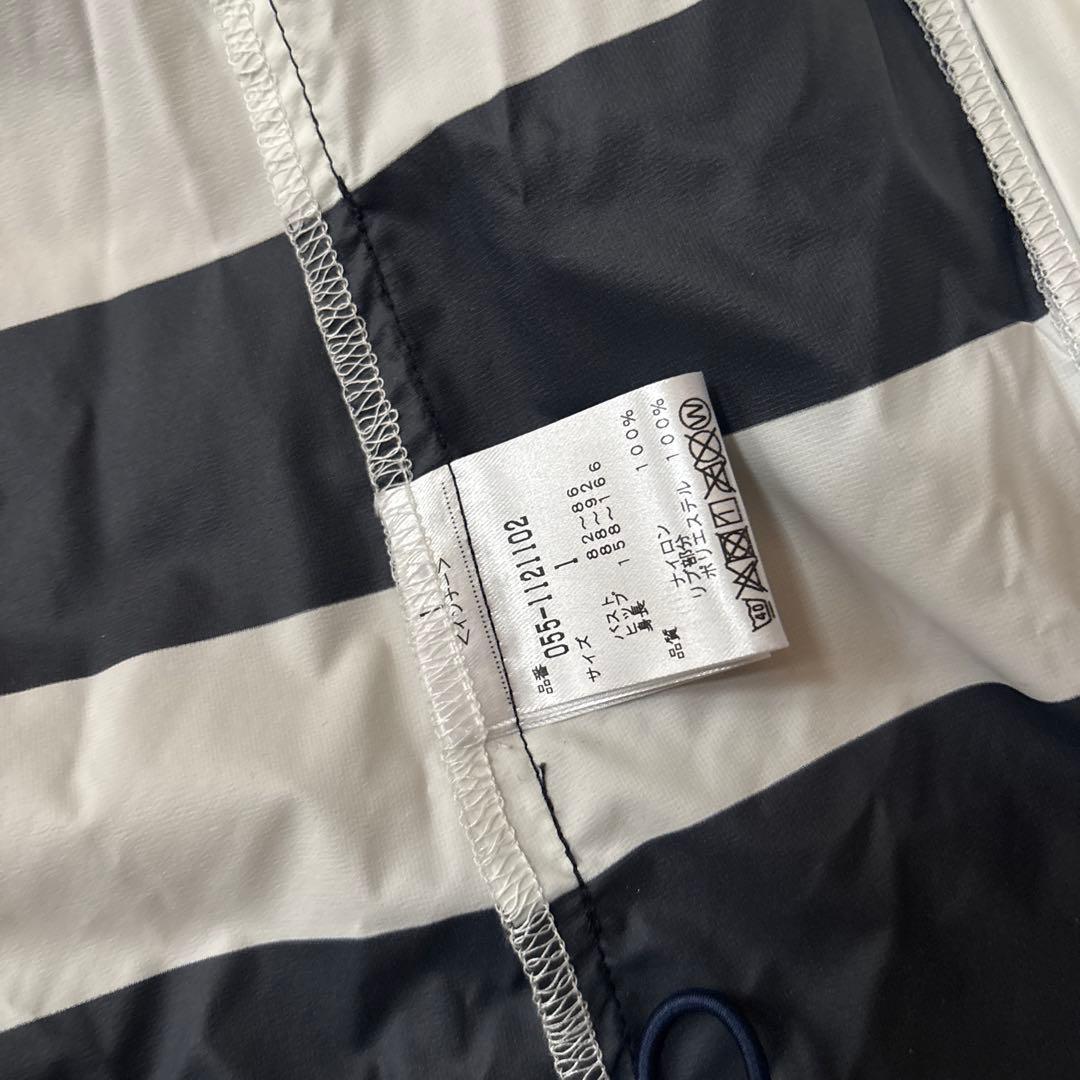 <インナー>
品番
055-1121102
サイズ 1
バスト 82~86
ヒップ 88~92
身長 158~166
品質
ナイロン 100%
リブ部分
ポリエステル 100%
40
W